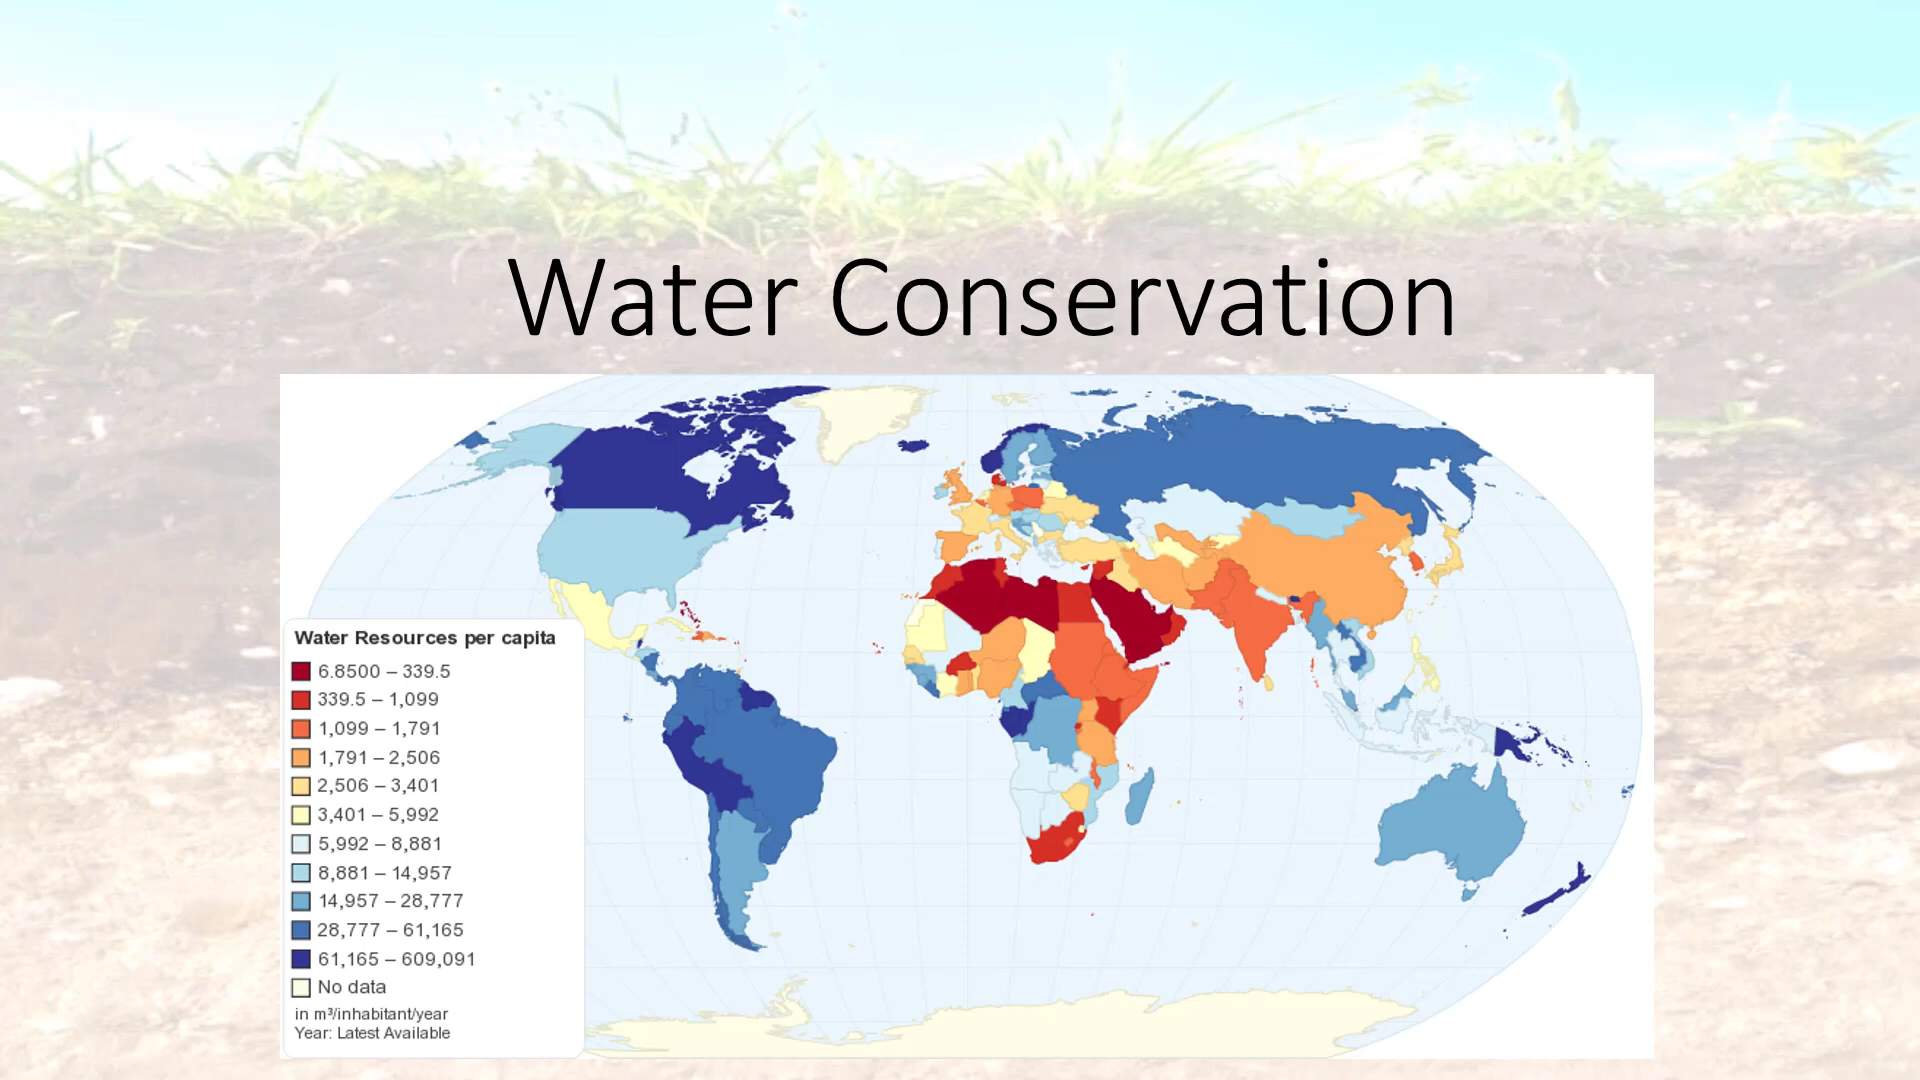 Water Conservation
Water Resources per capita
6.8500 – 339.5
339.5 – 1,099
1,099 – 1,791
1,791 – 2,506
2,506 – 3,401
3,401 – 5,992
5,992 – 8,881
8,881 – 14,957
14,957 – 28,777
28,777 – 61,165
61,165 – 609,091
No data
in m³/inhabitant/year
Year: Latest Available